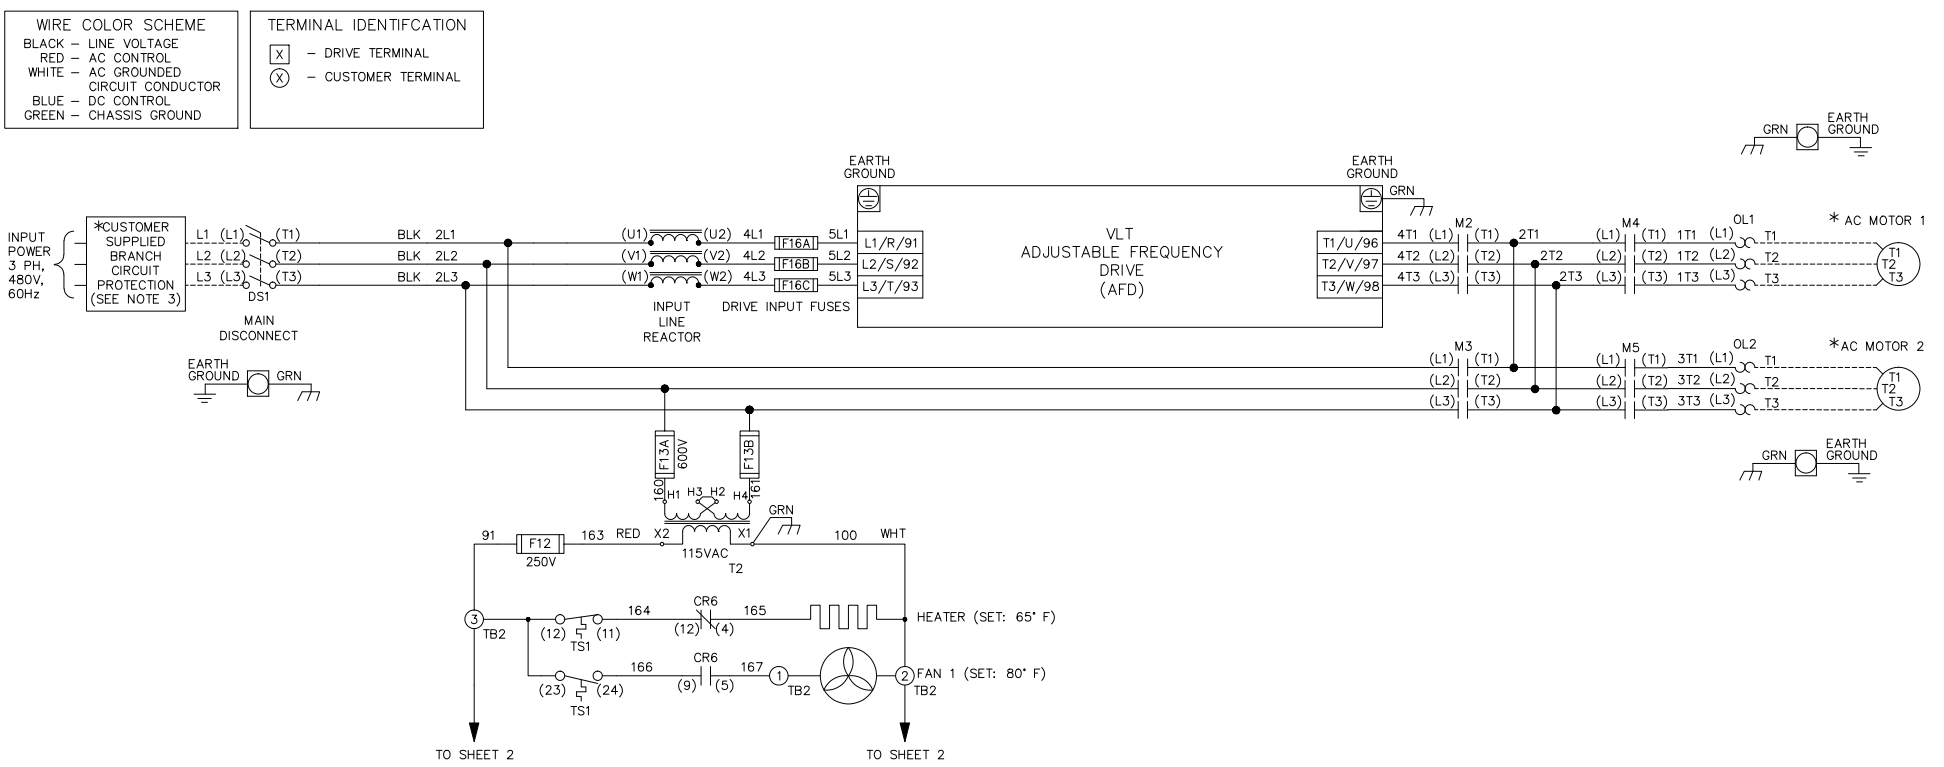 WIRE COLOR SCHEME
BLACK – LINE VOLTAGE
RED – AC CONTROL
WHITE – AC GROUNDED
CIRCUIT CONDUCTOR
BLUE – DC CONTROL
GREEN – CHASSIS GROUND
TERMINAL IDENTIFCATION
X – DRIVE TERMINAL
X – CUSTOMER TERMINAL
GRN
EARTH
GROUND
EARTH
GROUND
EARTH
GROUND
GRN
INPUT
POWER
3 PH,
480V,
60Hz
*CUSTOMER
SUPPLIED
BRANCH
CIRCUIT
PROTECTION
(SEE NOTE 3)
L1 (L1) (T1) BLK 2L1 (U1) (U2) 4L1 F16A 5L1 L1/R/91
L2 (L2) (T2) BLK 2L2 (V1) (V2) 4L2 F16B 5L2 L2/S/92
L3 (L3) (T3) BLK 2L3 (W1) (W2) 4L3 F16C 5L3 L3/T/93
DS1
MAIN
DISCONNECT
INPUT
LINE
REACTOR
DRIVE INPUT FUSES
VLT
ADJUSTABLE FREQUENCY
DRIVE
(AFD)
M2 M4 OL1 * AC MOTOR 1
T1/U/96 4T1 (L1) (T1) 2T1 (L1) (T1) 1T1 (L1) T1 T1
T2/V/97 4T2 (L2) (T2) 2T2 (L2) (T2) 1T2 (L2) T2 T2
T3/W/98 4T3 (L3) (T3) 2T3 (L3) (T3) 1T3 (L3) T3 T3
EARTH
GROUND
GRN
M3 M5 OL2 *AC MOTOR 2
(L1) (T1) (L1) (T1) 3T1 (L1) T1 T1
(L2) (T2) (L2) (T2) 3T2 (L2) T2 T2
(L3) (T3) (L3) (T3) 3T3 (L3) T3 T3
GRN
EARTH
GROUND
F13A
600V
F13B
160
161
H1 H3 H2 H4
GRN
91 F12 163 RED X2 X1 100 WHT
250V
115VAC
T2
3
TB2
(12) (11)
TS1
164
CR6
(12) (4)
165
HEATER (SET: 65° F)
(23) (24)
TS1
166
CR6
(9) (5)
167
1
TB2
2
TB2
FAN 1 (SET: 80° F)
TO SHEET 2
TO SHEET 2